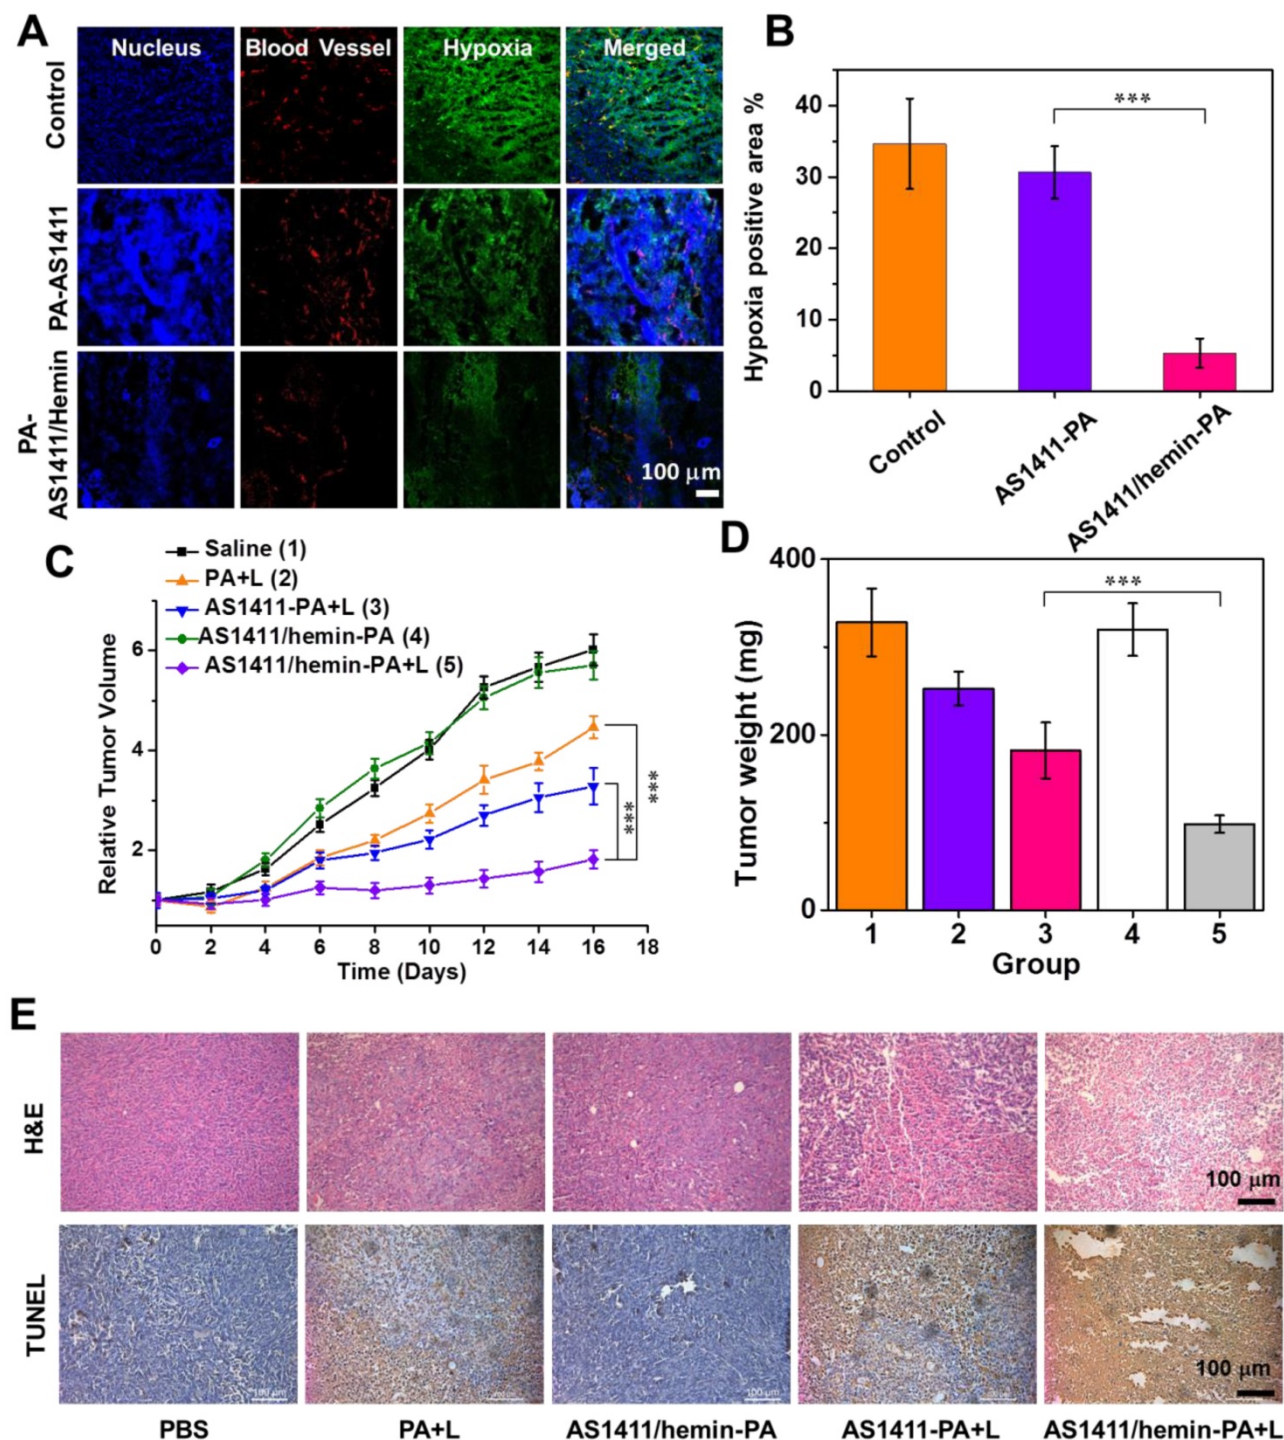 A
Nucleus
Blood Vessel
Hypoxia
Merged
Control
PA-AS1411
PA-
AS1411/Hemin
100 µm
B
Hypoxia positive area %
40
30
20
10
0
***
Control
AS1411-PA
AS1411/hemin-PA
C
Saline (1)
PA+L (2)
AS1411-PA+L (3)
AS1411/hemin-PA (4)
AS1411/hemin-PA+L (5)
Relative Tumor Volume
6
4
2
***
***
0 2 4 6 8 10 12 14 16 18
Time (Days)
D
Tumor weight (mg)
400
200
0
***
1 2 3 4 5
Group
E
H&E
100 µm
TUNEL
100 µm
100 µm
100 µm
PBS
PA+L
AS1411/hemin-PA
AS1411-PA+L
AS1411/hemin-PA+L